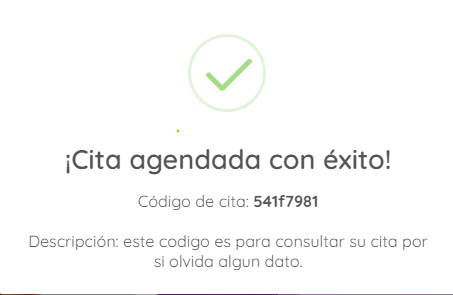 ¡Cita agendada con éxito!
Código de cita: 541f7981
Descripción: este codigo es para consultar su cita por
si olvida algun dato.